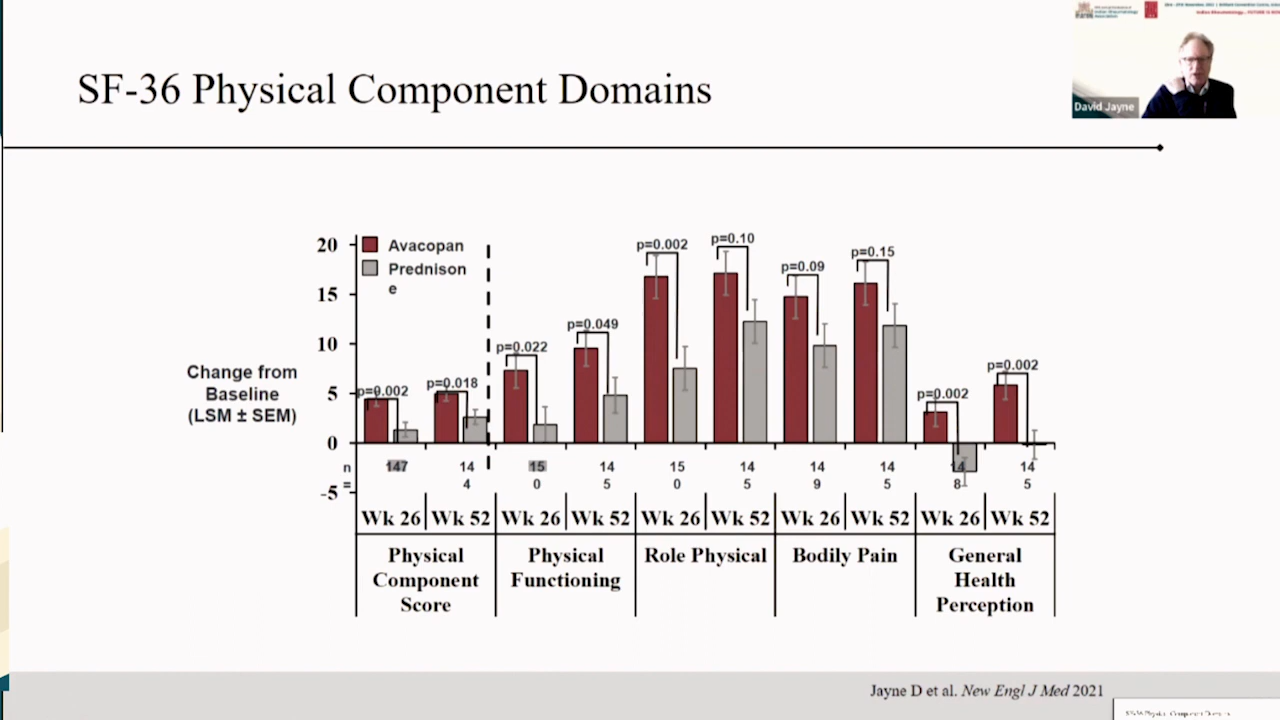 SF-36 Physical Component Domains
David Jayne
20
15
10
5
0
-5
Avacopan
Prednison
e
Change from
Baseline
(LSM ± SEM)
p=0.002
p=0.018
p=0.022
p=0.049
p=0.002
p=0.10
p=0.09
p=0.15
p=0.002
p=0.002
n
=
147
14
4
15
0
14
5
15
0
14
5
14
9
14
5
14
8
14
5
Wk 26 Wk 52 Wk 26 Wk 52 Wk 26 Wk 52 Wk 26 Wk 52 Wk 26 Wk 52
Physical
Component
Score
Physical
Functioning
Role Physical
Bodily Pain
General
Health
Perception
Jayne D et al. New Engl J Med 2021